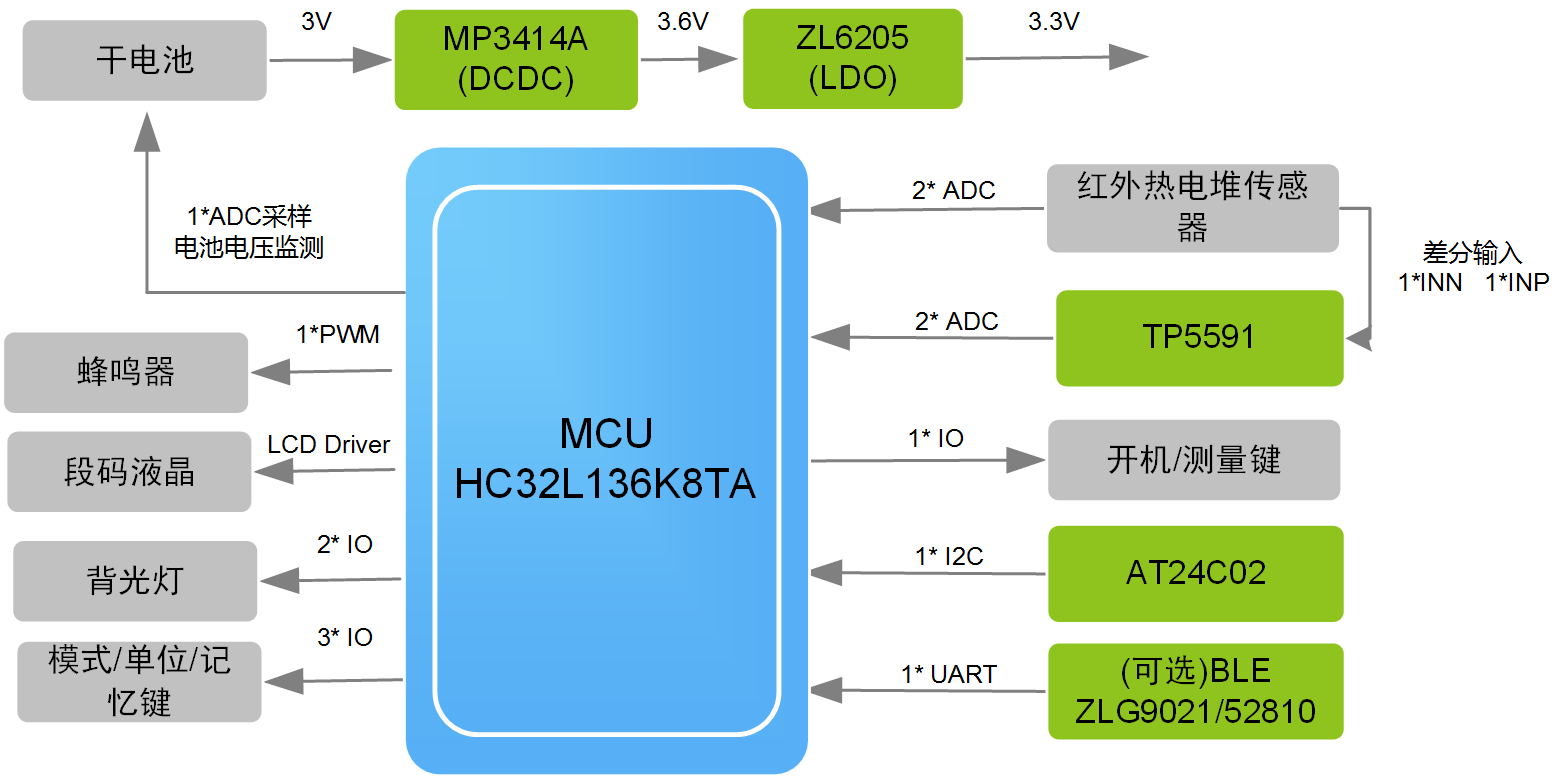 干电池
3V
MP3414A
(DCDC)
3.6V
ZL6205
(LDO)
3.3V
1*ADC采样
电池电压监测
1*PWM
蜂鸣器
LCD Driver
段码液晶
2* IO
背光灯
3* IO
模式/单位/记
忆键
MCU
HC32L136K8TA
2* ADC
红外热电堆传感
器
差分输入
1*INN 1*INP
2* ADC
TP5591
1* IO
开机/测量键
1* I2C
AT24C02
1* UART
(可选)BLE
ZLG9021/52810